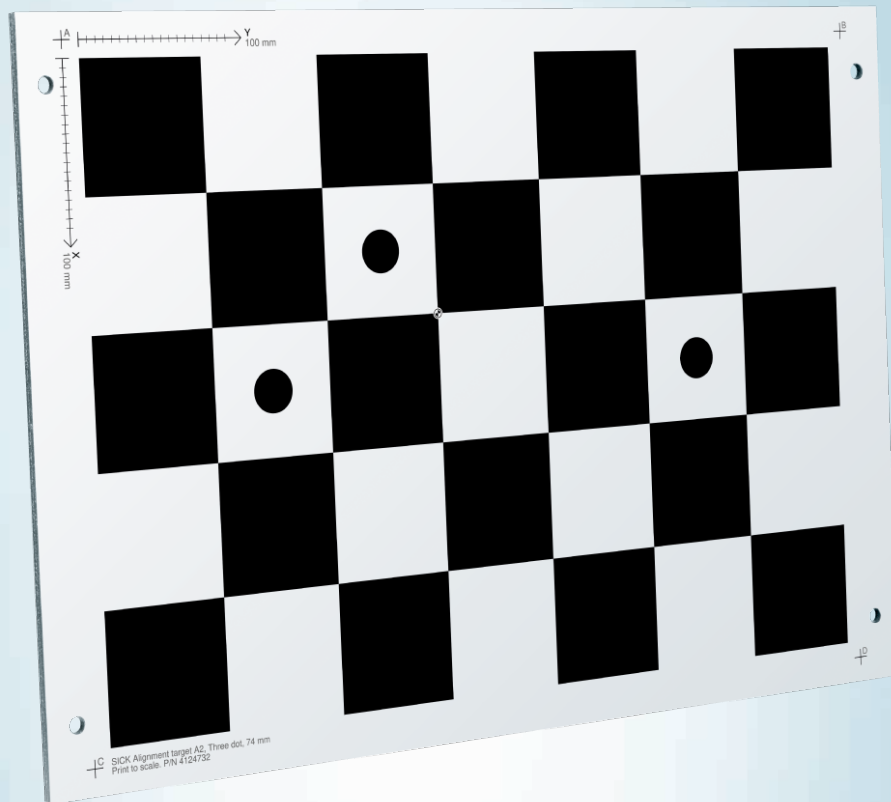 A
Y
100 mm
B
X
100 mm
D
C
SICK Alignment target A2, Three dot, 74 mm
Print to scale. P/N 4124732